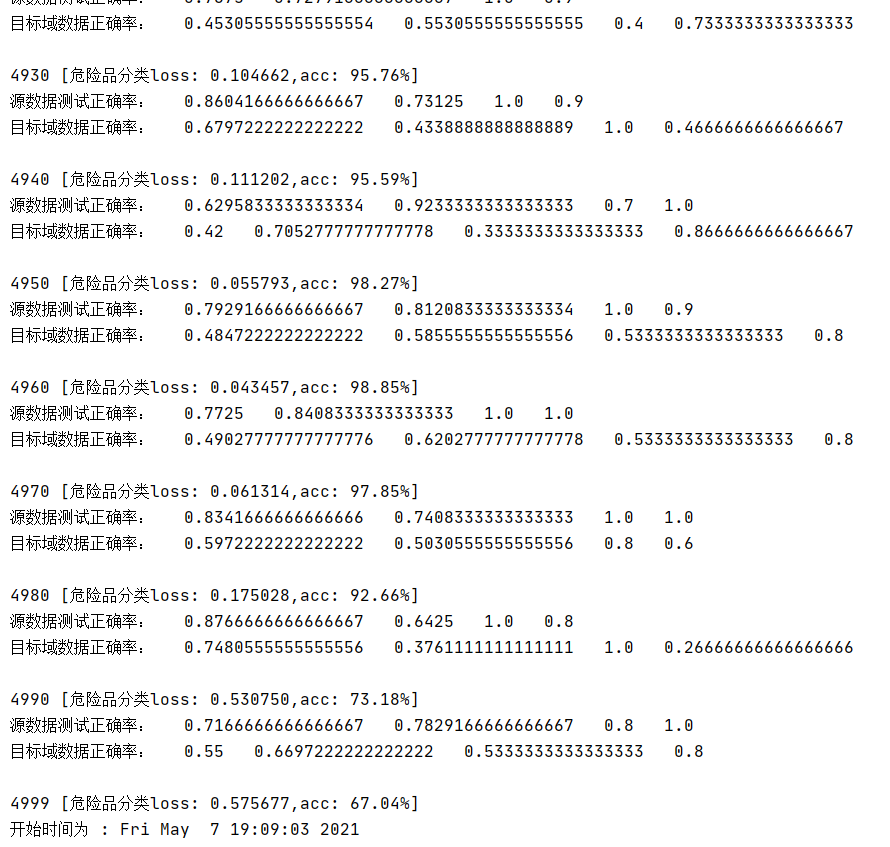 目标域数据正确率:   0.45305555555555554   0.5530555555555555   0.4   0.7333333333333333
4930 [危险品分类loss: 0.104662,acc: 95.76%]
源数据测试正确率:   0.8604166666666667   0.73125   1.0   0.9
目标域数据正确率:   0.6797222222222222   0.4338888888888889   1.0   0.4666666666666667
4940 [危险品分类loss: 0.111202,acc: 95.59%]
源数据测试正确率:   0.6295833333333334   0.9233333333333333   0.7   1.0
目标域数据正确率:   0.42   0.7052777777777778   0.3333333333333333   0.8666666666666667
4950 [危险品分类loss: 0.055793,acc: 98.27%]
源数据测试正确率:   0.7929166666666667   0.8120833333333334   1.0   0.9
目标域数据正确率:   0.4847222222222222   0.5855555555555556   0.5333333333333333   0.8
4960 [危险品分类loss: 0.043457,acc: 98.85%]
源数据测试正确率:   0.7725   0.8408333333333333   1.0   1.0
目标域数据正确率:   0.49027777777777776   0.6202777777777778   0.5333333333333333   0.8
4970 [危险品分类loss: 0.061314,acc: 97.85%]
源数据测试正确率:   0.8341666666666666   0.7408333333333333   1.0   1.0
目标域数据正确率:   0.5972222222222222   0.5030555555555556   0.8   0.6
4980 [危险品分类loss: 0.175028,acc: 92.66%]
源数据测试正确率:   0.8766666666666667   0.6425   1.0   0.8
目标域数据正确率:   0.7480555555555556   0.3761111111111111   1.0   0.26666666666666666
4990 [危险品分类loss: 0.530750,acc: 73.18%]
源数据测试正确率:   0.7166666666666667   0.7829166666666667   0.8   1.0
目标域数据正确率:   0.55   0.6697222222222222   0.5333333333333333   0.8
4999 [危险品分类loss: 0.575677,acc: 67.04%]
开始时间为 : Fri May  7 19:09:03 2021